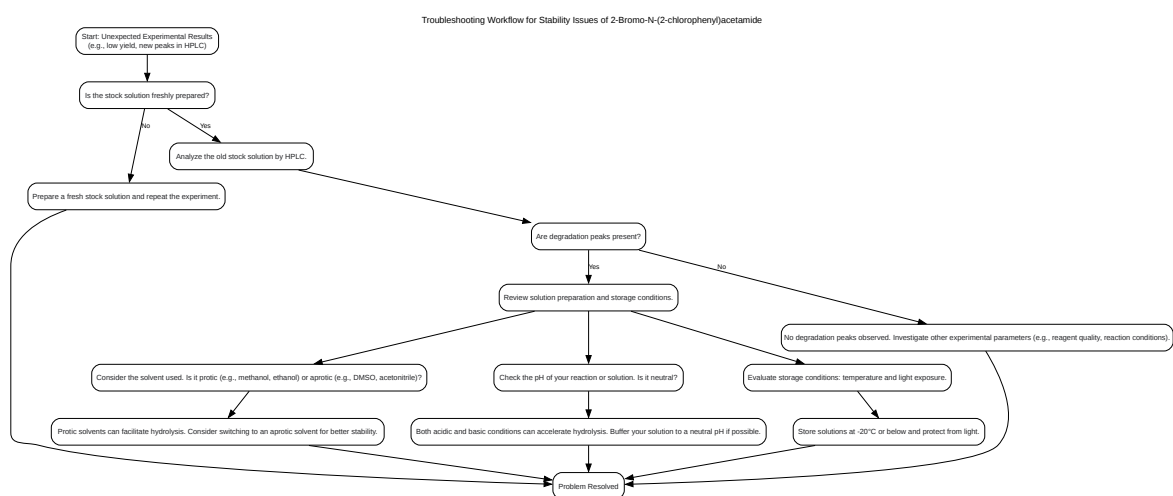 Troubleshooting Workflow for Stability Issues of 2-Bromo-N-(2-chlorophenyl)acetamide
Start: Unexpected Experimental Results
(e.g., low yield, new peaks in HPLC)
Is the stock solution freshly prepared?
No
Yes
Analyze the old stock solution by HPLC.
Prepare a fresh stock solution and repeat the experiment.
Are degradation peaks present?
Yes
No
Review solution preparation and storage conditions.
No degradation peaks observed. Investigate other experimental parameters (e.g., reagent quality, reaction conditions).
Consider the solvent used. Is it protic (e.g., methanol, ethanol) or aprotic (e.g., DMSO, acetonitrile)?
Check the pH of your reaction or solution. Is it neutral?
Evaluate storage conditions: temperature and light exposure.
Protic solvents can facilitate hydrolysis. Consider switching to an aprotic solvent for better stability.
Both acidic and basic conditions can accelerate hydrolysis. Buffer your solution to a neutral pH if possible.
Store solutions at -20°C or below and protect from light.
Problem Resolved